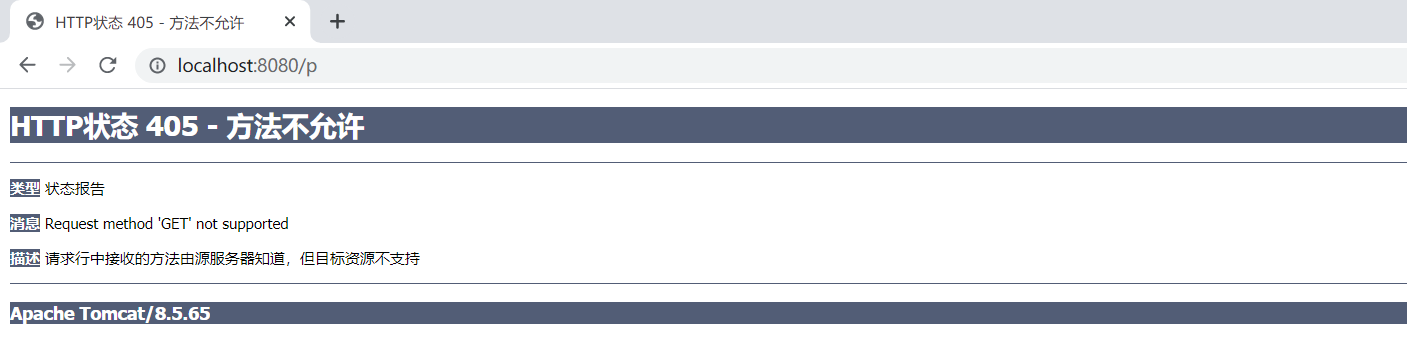 HTTP状态 405 - 方法不允许
localhost:8080/p
HTTP状态 405 - 方法不允许
类型 状态报告
消息 Request method 'GET' not supported
描述 请求行中接收的方法由源服务器知道，但目标资源不支持
Apache Tomcat/8.5.65